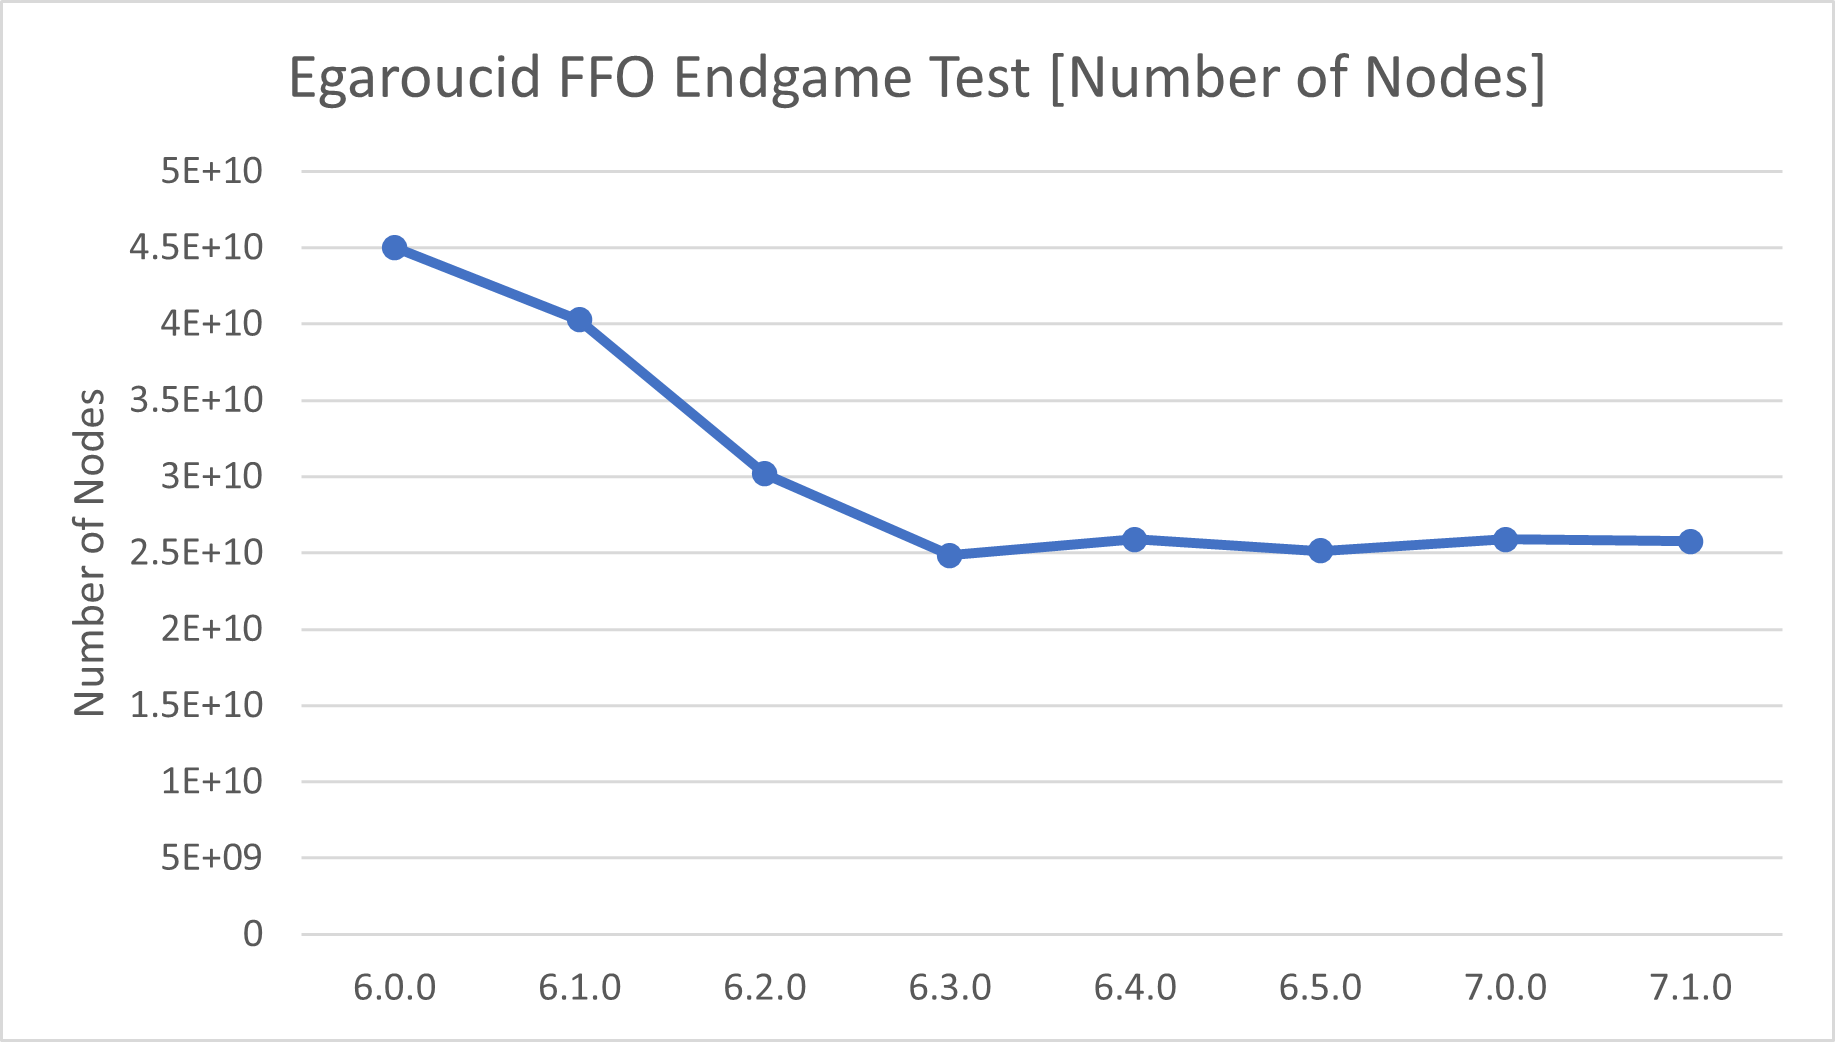 Egaroucid FFO Endgame Test [Number of Nodes]
Number of Nodes
5E+10
4.5E+10
4E+10
3.5E+10
3E+10
2.5E+10
2E+10
1.5E+10
1E+10
5E+09
0
6.0.0 6.1.0 6.2.0 6.3.0 6.4.0 6.5.0 7.0.0 7.1.0